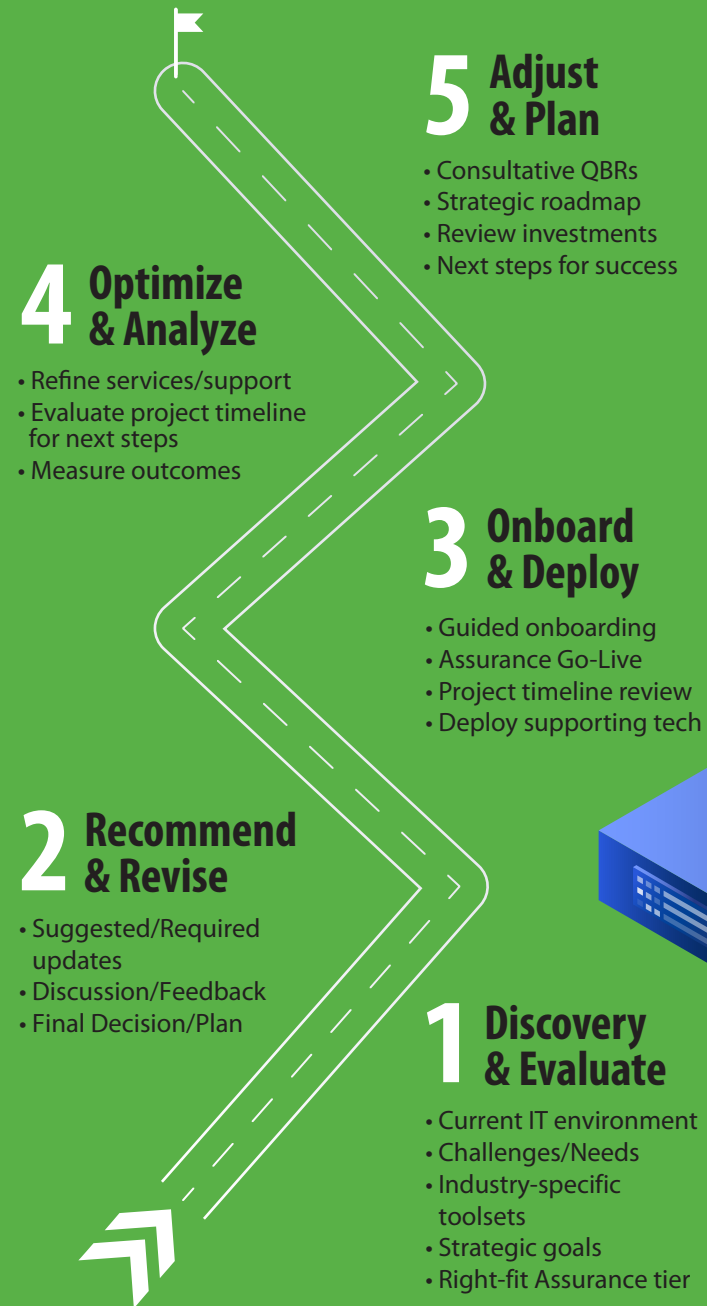 5 Adjust
& Plan
• Consultative QBRs
• Strategic roadmap
• Review investments
• Next steps for success
4 Optimize
& Analyze
• Refine services/support
• Evaluate project timeline
for next steps
• Measure outcomes
3 Onboard
& Deploy
• Guided onboarding
• Assurance Go-Live
• Project timeline review
• Deploy supporting tech
2 Recommend
& Revise
• Suggested/Required
updates
• Discussion/Feedback
• Final Decision/Plan
1 Discovery
& Evaluate
• Current IT environment
• Challenges/Needs
• Industry-specific
toolsets
• Strategic goals
• Right-fit Assurance tier